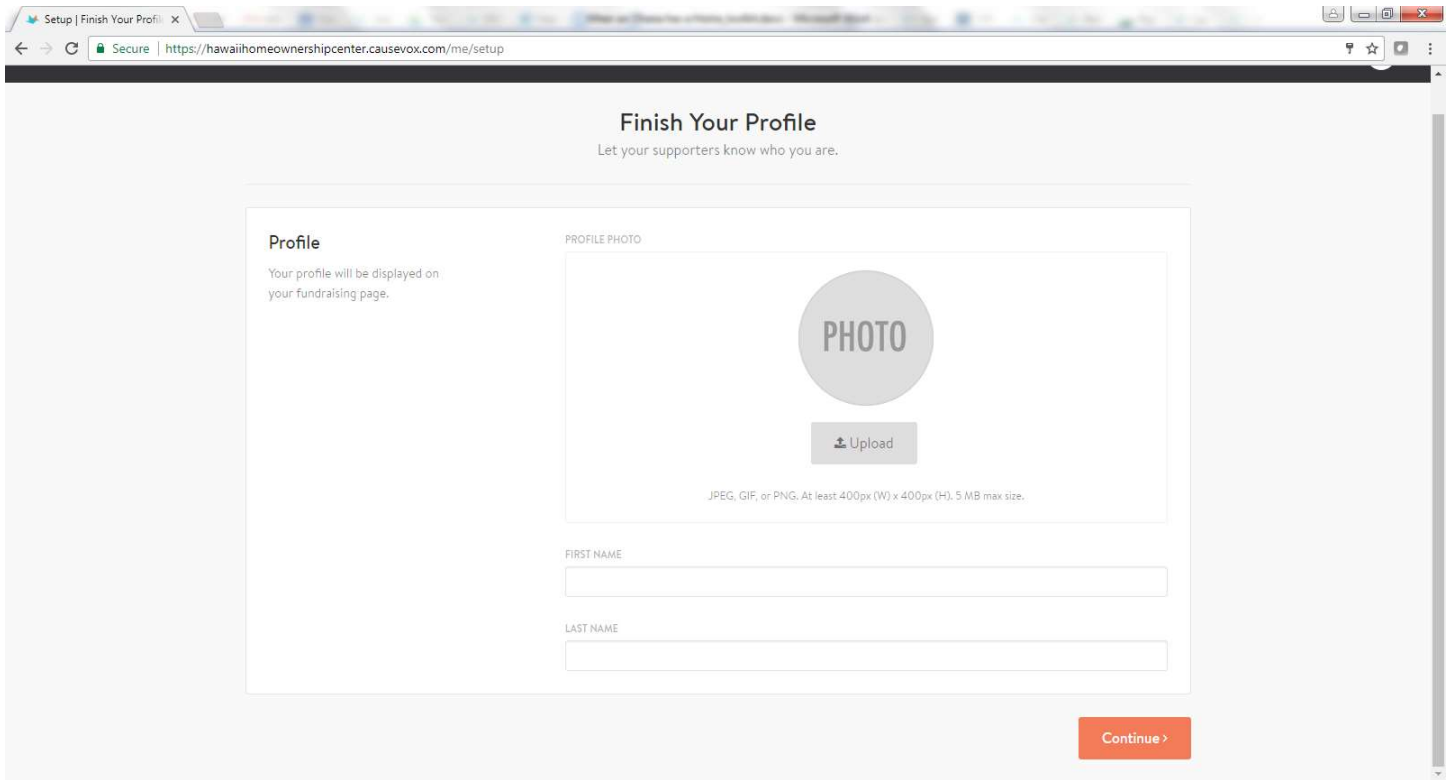 Setup | Finish Your Profi
Secure | https://hawaiihomeownershipcenter.causevox.com/me/setup
Finish Your Profile
Let your supporters know who you are.
Profile
Your profile will be displayed on
your fundraising page.
PROFILE PHOTO
PHOTO
Upload
JPEG, GIF, or PNG. At least 400px (W) x 400px (H). 5 MB max size.
FIRST NAME
LAST NAME
Continue ›